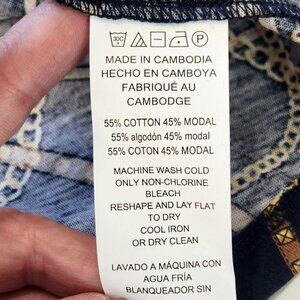 30C P
MADE IN CAMBODIA
HECHO EN CAMBOYA
FABRIQUÉ AU
CAMBODGE
55% COTTON 45% MODAL
55% algodón 45% modal
55% COTON 45% MODAL
MACHINE WASH COLD
ONLY NON-CHLORINE
BLEACH
RESHAPE AND LAY FLAT
TO DRY
COOL IRON
OR DRY CLEAN
LAVADO A MÁQUINA CON
AGUA FRÍA
BLANQUEADOR SIN